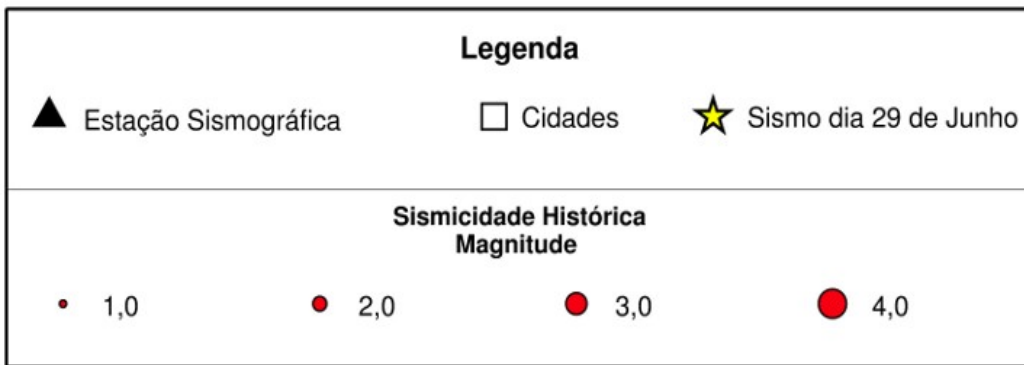 Legenda
Estação Sismográfica
Cidades
Sismo dia 29 de Junho
Sismicidade Histórica
Magnitude
1,0
2,0
3,0
4,0